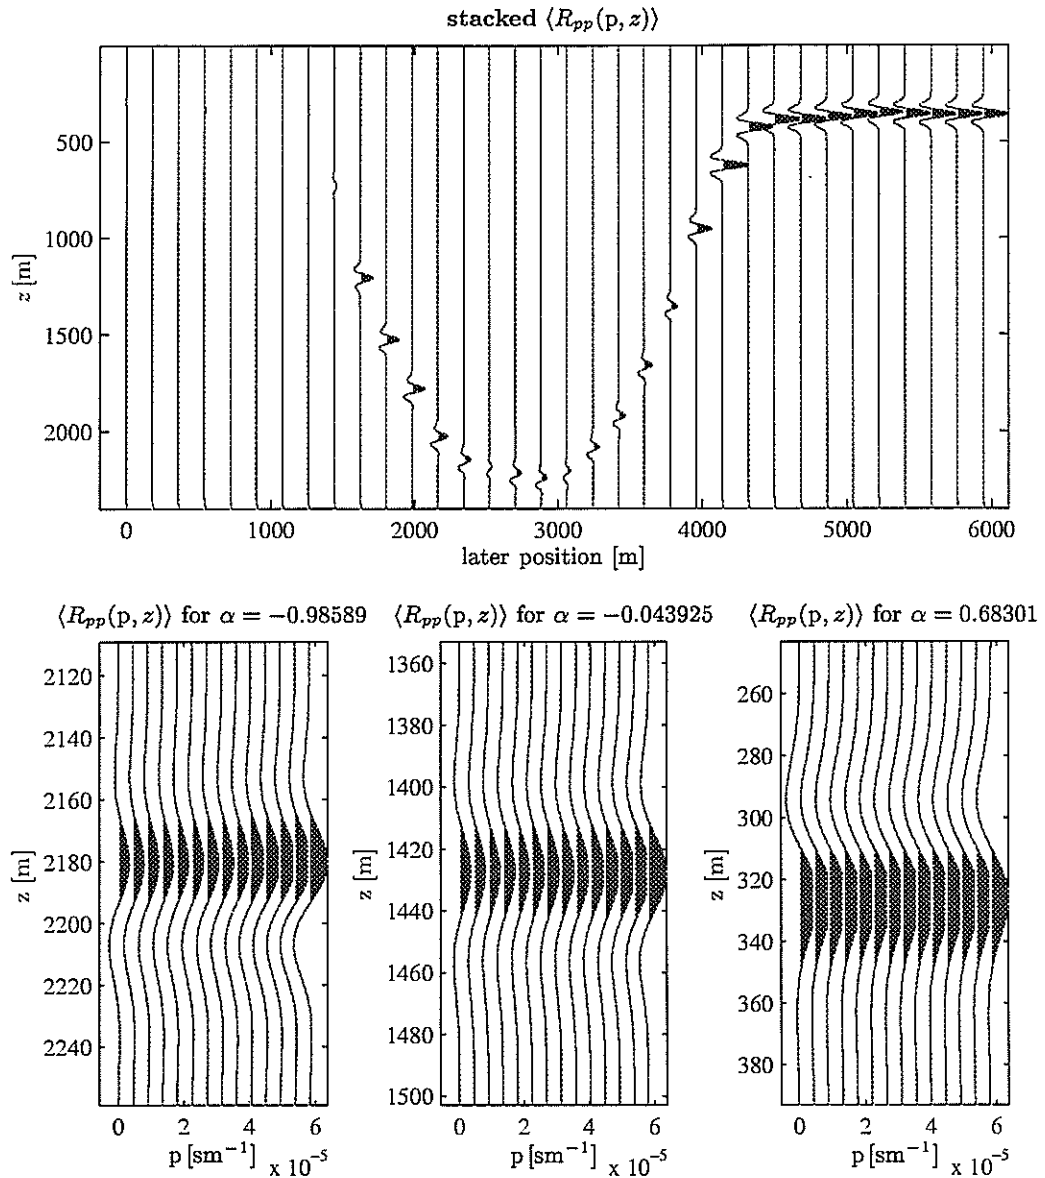 stacked ⟨R_pp(p, z)⟩
500
1000
1500
2000
z [m]
0 1000 2000 3000 4000 5000 6000
later position [m]
⟨R_pp(p, z)⟩ for α = −0.98589
⟨R_pp(p, z)⟩ for α = −0.043925
⟨R_pp(p, z)⟩ for α = 0.68301
2120
2140
2160
2180
2200
2220
2240
z [m]
0 2 4 6
p [sm⁻¹] x 10⁻⁵
1360
1380
1400
1420
1440
1460
1480
1500
z [m]
0 2 4 6
p [sm⁻¹] x 10⁻⁵
260
280
300
320
340
360
380
z [m]
0 2 4 6
p [sm⁻¹] x 10⁻⁵